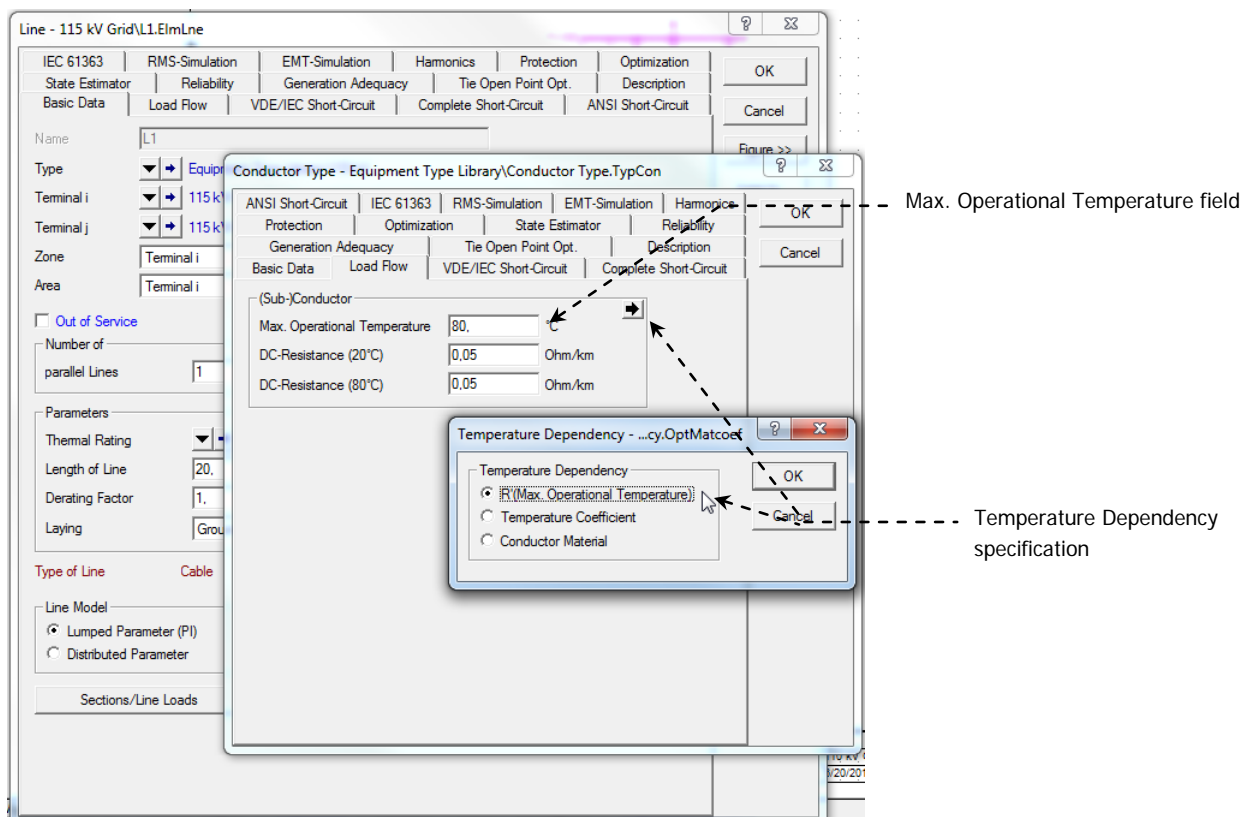 Line - 115 kV Grid\L1.ElmLne
IEC 61363 RMS-Simulation EMT-Simulation Harmonics Protection Optimization
State Estimator Reliability Generation Adequacy Tie Open Point Opt. Description
Basic Data Load Flow VDE/IEC Short-Circuit Complete Short-Circuit ANSI Short-Circuit
OK
Cancel
Figure >>
Name L1
Type Equip
Terminal i 115 k
Terminal j 115 k
Zone Terminal i
Area Terminal i
Out of Service
Number of
parallel Lines 1
Parameters
Thermal Rating
Length of Line 20,
Derating Factor 1,
Laying Grou
Type of Line Cable
Line Model
Lumped Parameter (PI)
Distributed Parameter
Sections/Line Loads
Conductor Type - Equipment Type Library\Conductor Type.TypCon
ANSI Short-Circuit IEC 61363 RMS-Simulation EMT-Simulation Harmonics
Protection Optimization State Estimator Reliability
Generation Adequacy Tie Open Point Opt. Description
Basic Data Load Flow VDE/IEC Short-Circuit Complete Short-Circuit
OK
Cancel
(Sub-)Conductor
Max. Operational Temperature 80, °C
DC-Resistance (20°C) 0,05 Ohm/km
DC-Resistance (80°C) 0,05 Ohm/km
Temperature Dependency - ...cy.OptMatcoef
Temperature Dependency
R'(Max. Operational Temperature)
Temperature Coefficient
Conductor Material
OK
Cancel
Max. Operational Temperature field
Temperature Dependency
specification